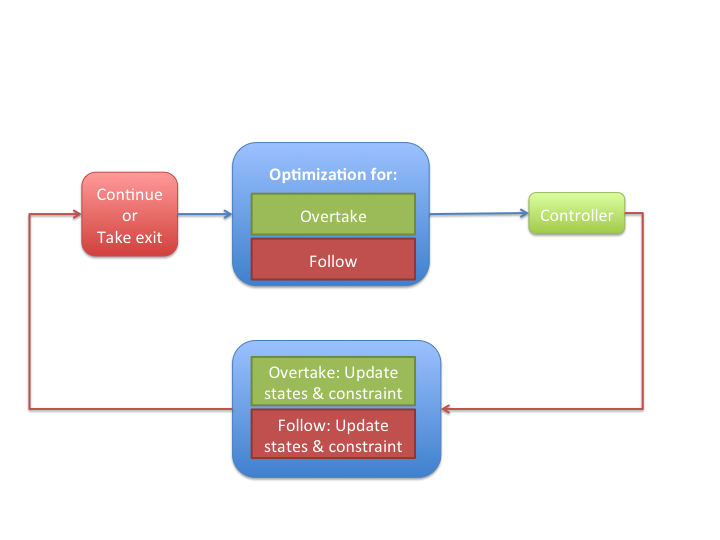 Continue
or
Take exit
Optimization for:
Overtake
Follow
Controller
Overtake: Update
states & constraint
Follow: Update
states & constraint